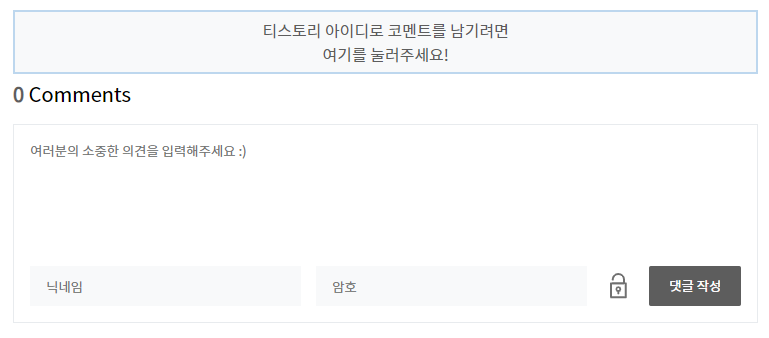 티스토리 아이디로 코멘트를 남기려면
여기를 눌러주세요!
0 Comments
여러분의 소중한 의견을 입력해주세요 :)
닉네임 암호 댓글 작성